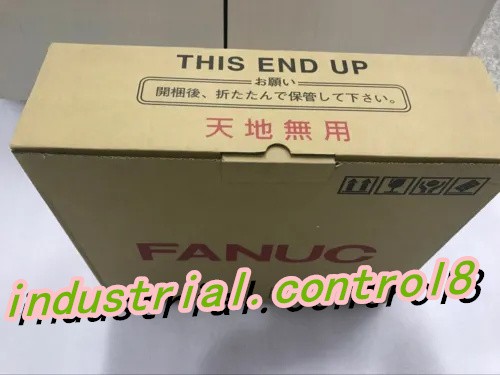 THIS END UP
お願い
開梱後、折たたんで保管して下さい。
天地無用
FANUC
industrial.control8